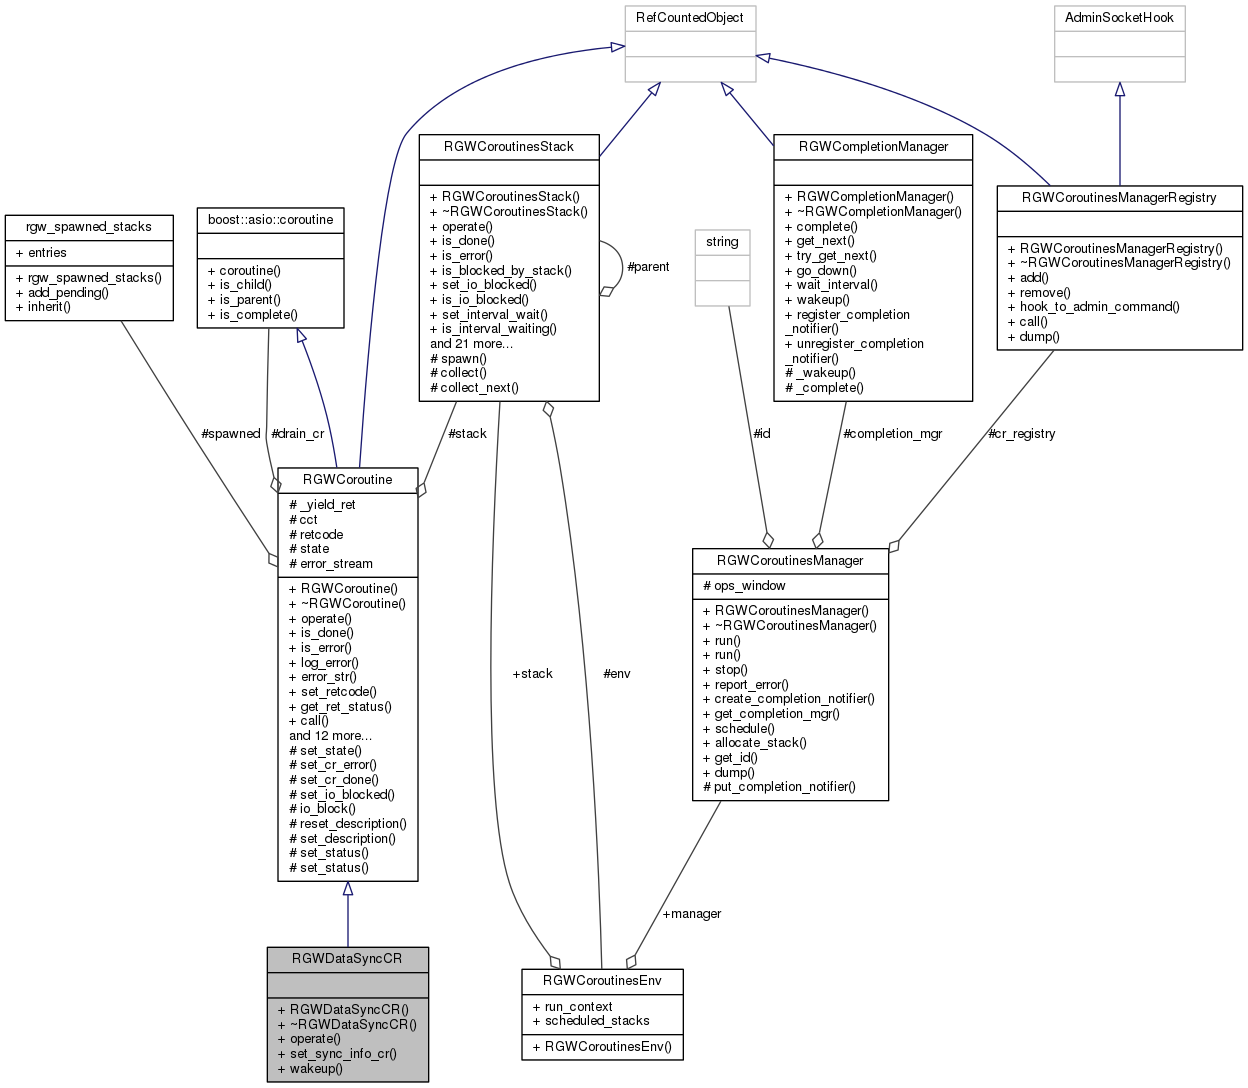 RefCountedObject
AdminSocketHook
RGWCoroutinesStack
+ RGWCoroutinesStack()
+ ~RGWCoroutinesStack()
+ operate()
+ is_done()
+ is_error()
+ is_blocked_by_stack()
+ set_io_blocked()
+ is_io_blocked()
+ set_interval_wait()
+ is_interval_waiting()
and 21 more...
# spawn()
# collect()
# collect_next()
#parent
RGWCompletionManager
+ RGWCompletionManager()
+ ~RGWCompletionManager()
+ complete()
+ get_next()
+ try_get_next()
+ go_down()
+ wait_interval()
+ wakeup()
+ register_completion
_notifier()
+ unregister_completion
_notifier()
# _wakeup()
# _complete()
RGWCoroutinesManagerRegistry
+ RGWCoroutinesManagerRegistry()
+ ~RGWCoroutinesManagerRegistry()
+ add()
+ remove()
+ hook_to_admin_command()
+ call()
+ dump()
rgw_spawned_stacks
+ entries
+ rgw_spawned_stacks()
+ add_pending()
+ inherit()
boost::asio::coroutine
+ coroutine()
+ is_child()
+ is_parent()
+ is_complete()
string
#spawned
#drain_cr
#stack
#id
#completion_mgr
#cr_registry
RGWCoroutine
# _yield_ret
# cct
# retcode
# state
# error_stream
+ RGWCoroutine()
+ ~RGWCoroutine()
+ operate()
+ is_done()
+ is_error()
+ log_error()
+ error_str()
+ set_retcode()
+ get_ret_status()
+ call()
and 12 more...
# set_state()
# set_cr_error()
# set_cr_done()
# set_io_blocked()
# io_block()
# reset_description()
# set_description()
# set_status()
# set_status()
RGWCoroutinesManager
# ops_window
+ RGWCoroutinesManager()
+ ~RGWCoroutinesManager()
+ run()
+ run()
+ stop()
+ report_error()
+ create_completion_notifier()
+ get_completion_mgr()
+ schedule()
+ allocate_stack()
+ get_id()
+ dump()
# put_completion_notifier()
+stack
#env
+manager
RGWDataSyncCR
+ RGWDataSyncCR()
+ ~RGWDataSyncCR()
+ operate()
+ set_sync_info_cr()
+ wakeup()
RGWCoroutinesEnv
+ run_context
+ scheduled_stacks
+ RGWCoroutinesEnv()